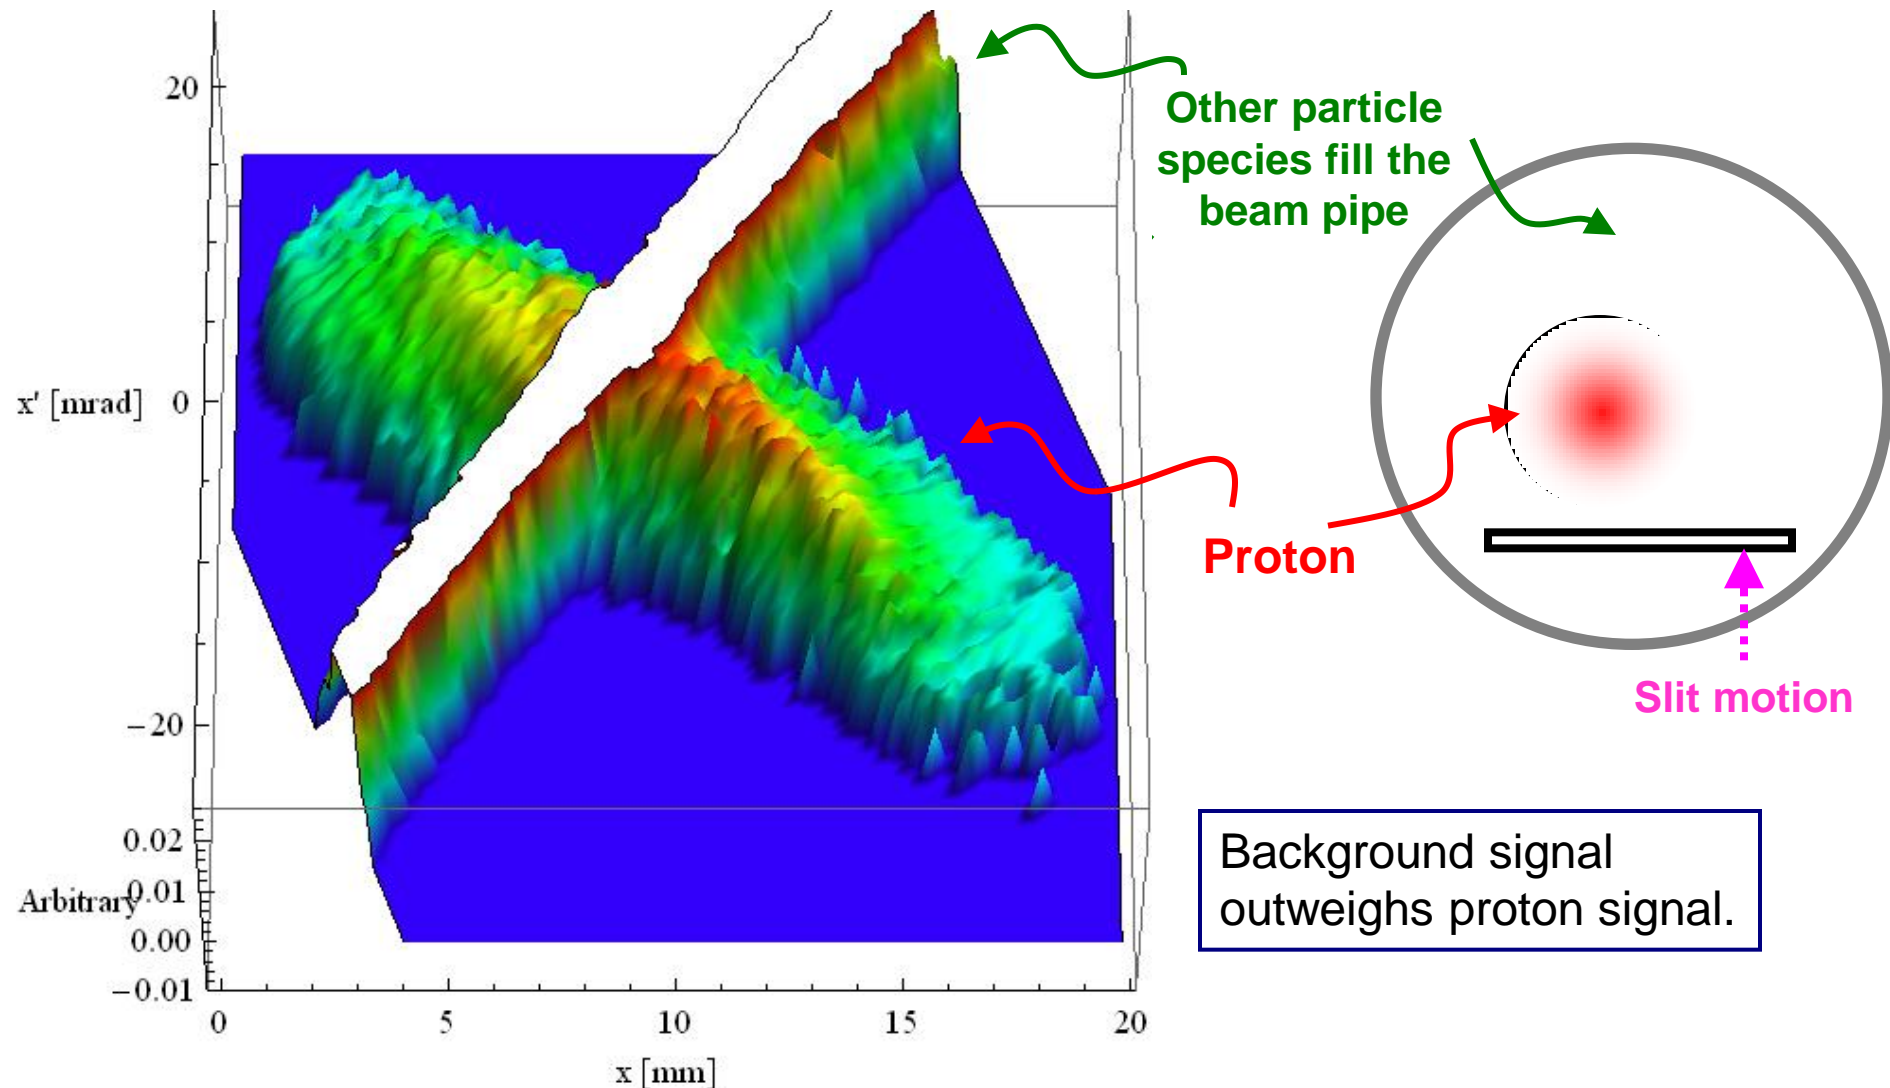 20
0
−20
x′ [mrad]
0.02
0.01
0.00
−0.01
Arbitrary
0
5
10
15
20
x [mm]
Other particle
species fill the
beam pipe
Proton
Slit motion
Background signal
outweighs proton signal.